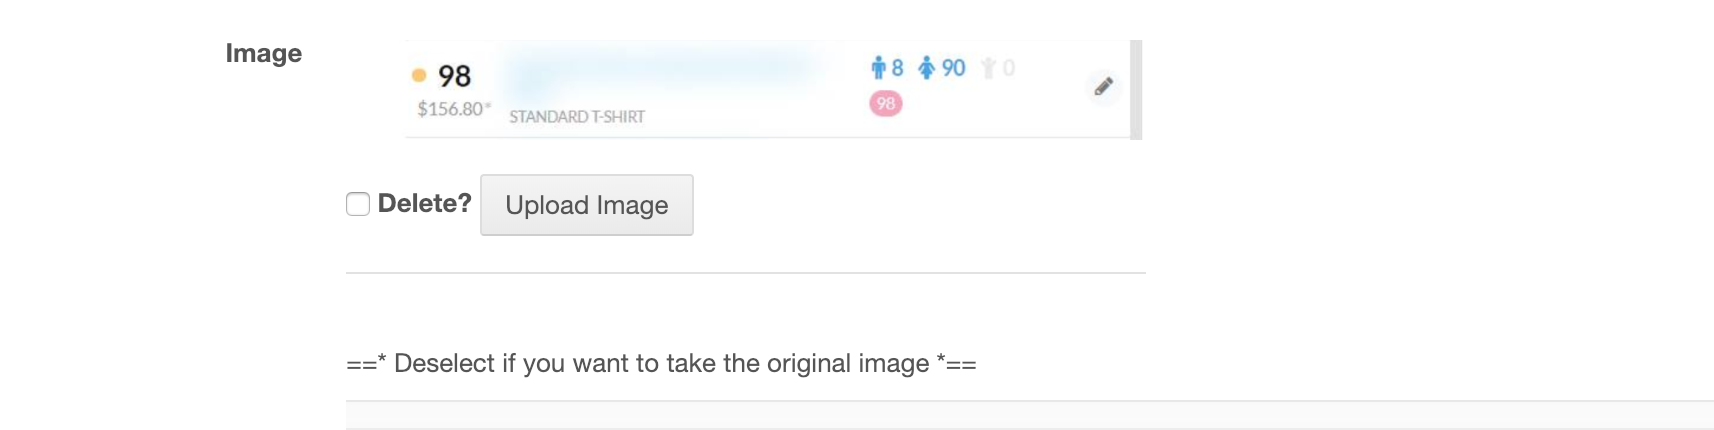 Image
98
$156.80*
STANDARD T-SHIRT
8 90 0
98
Delete? Upload Image
==* Deselect if you want to take the original image *==